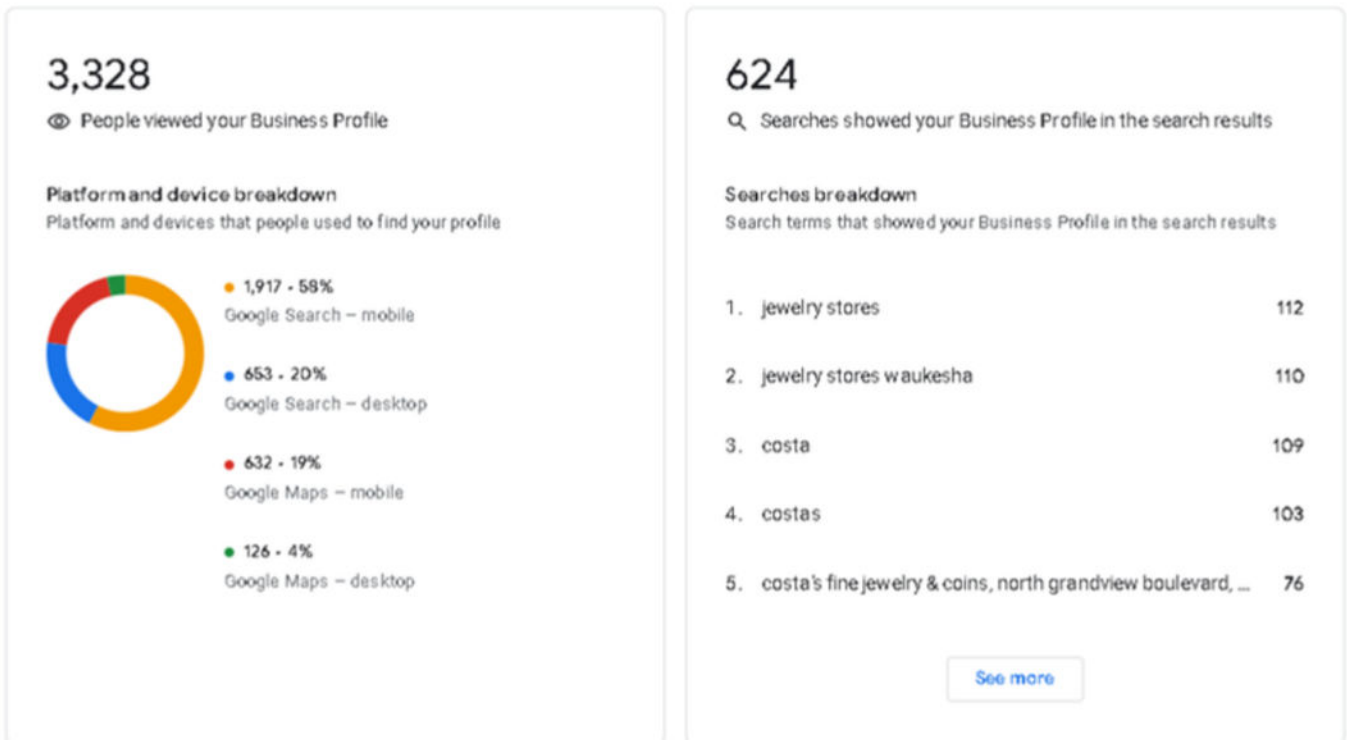 3,328
People viewed your Business Profile
Platform and device breakdown
Platform and devices that people used to find your profile
1,917 · 58%
Google Search – mobile
653 · 20%
Google Search – desktop
632 · 19%
Google Maps – mobile
126 · 4%
Google Maps – desktop
624
Searches showed your Business Profile in the search results
Searches breakdown
Search terms that showed your Business Profile in the search results
1. jewelry stores 112
2. jewelry stores waukesha 110
3. costa 109
4. costas 103
5. costa's fine jewelry & coins, north grandview boulevard, ... 76
See more